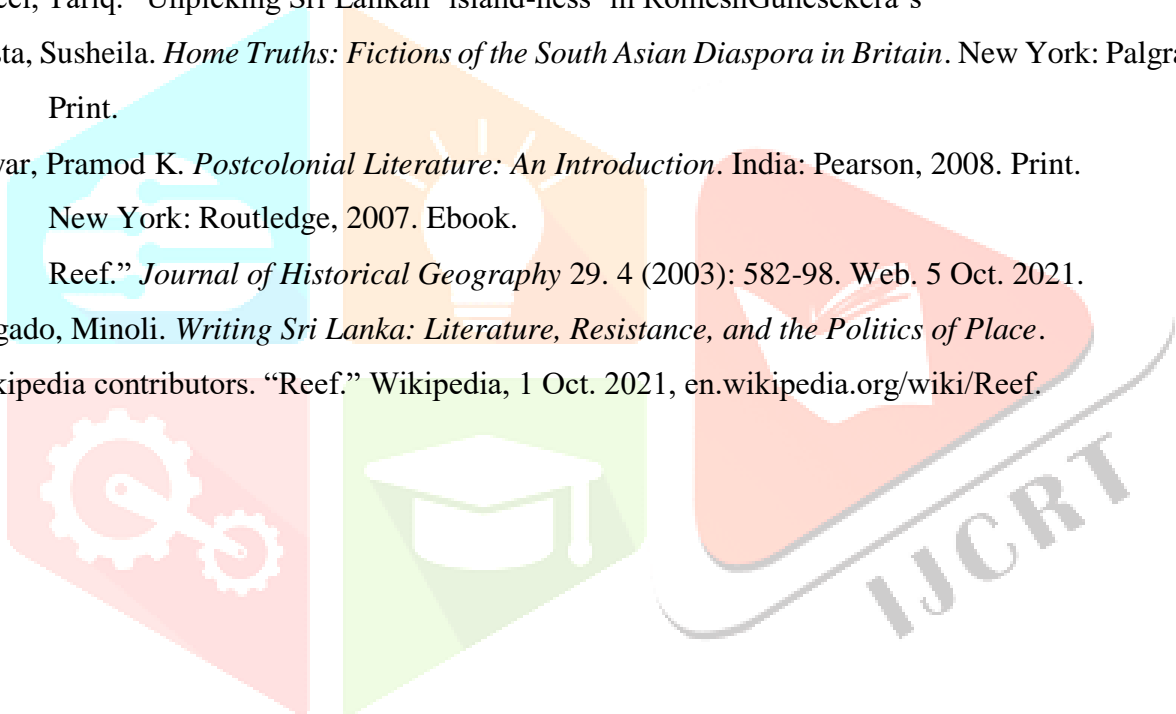 Tariq. “Unpicking Sri Lankan ‘island-ness’ in RomeshGunesekera’s
sta, Susheila. Home Truths: Fictions of the South Asian Diaspora in Britain. New York: Palgra
Print.
ar, Pramod K. Postcolonial Literature: An Introduction. India: Pearson, 2008. Print.
New York: Routledge, 2007. Ebook.
Reef.” Journal of Historical Geography 29. 4 (2003): 582-98. Web. 5 Oct. 2021.
gado, Minoli. Writing Sri Lanka: Literature, Resistance, and the Politics of Place.
kipedia contributors. “Reef.” Wikipedia, 1 Oct. 2021, en.wikipedia.org/wiki/Reef.
IJCRT